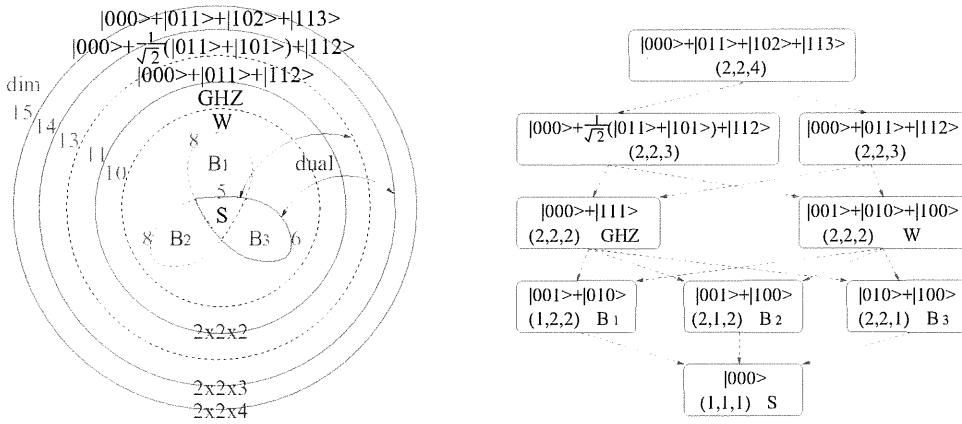 |000>+|011>+|102>+|113>
|000>+1/√2(|011>+|101>)+|112>
|000>+|011>+|112>
GHZ
W
dim
15
14
13
11
10
8
B1
dual
5
S
8
B2
B3
6
2x2x2
2x2x3
2x2x4
|000>+|011>+|102>+|113>
(2,2,4)
|000>+1/√2(|011>+|101>)+|112>
(2,2,3)
|000>+|011>+|112>
(2,2,3)
|000>+|111>
(2,2,2) GHZ
|001>+|010>+|100>
(2,2,2) W
|001>+|010>
(1,2,2) B1
|001>+|100>
(2,1,2) B2
|010>+|100>
(2,2,1) B3
|000>
(1,1,1) S